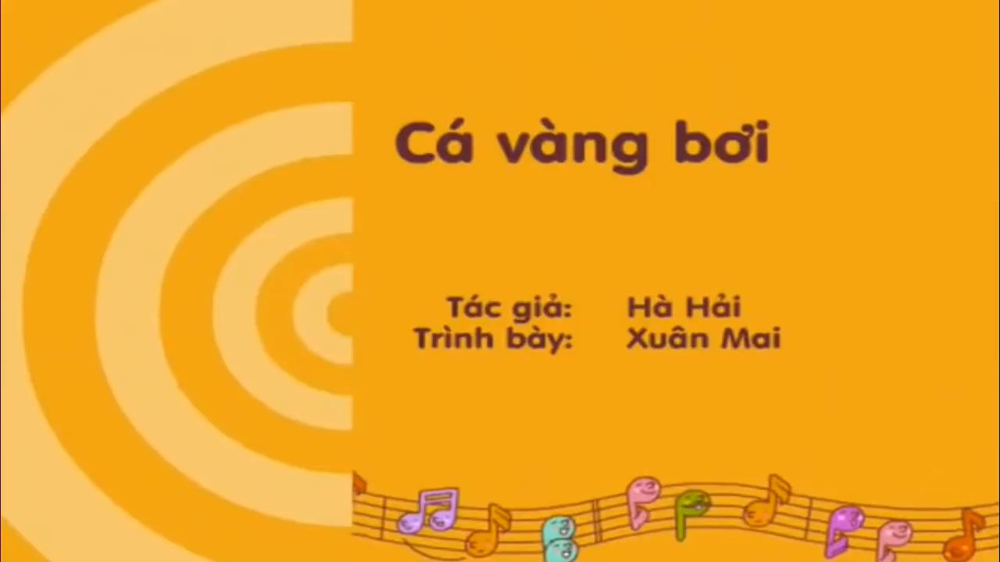 Cá vàng bơi
Tác giả: Hà Hải
Trình bày: Xuân Mai